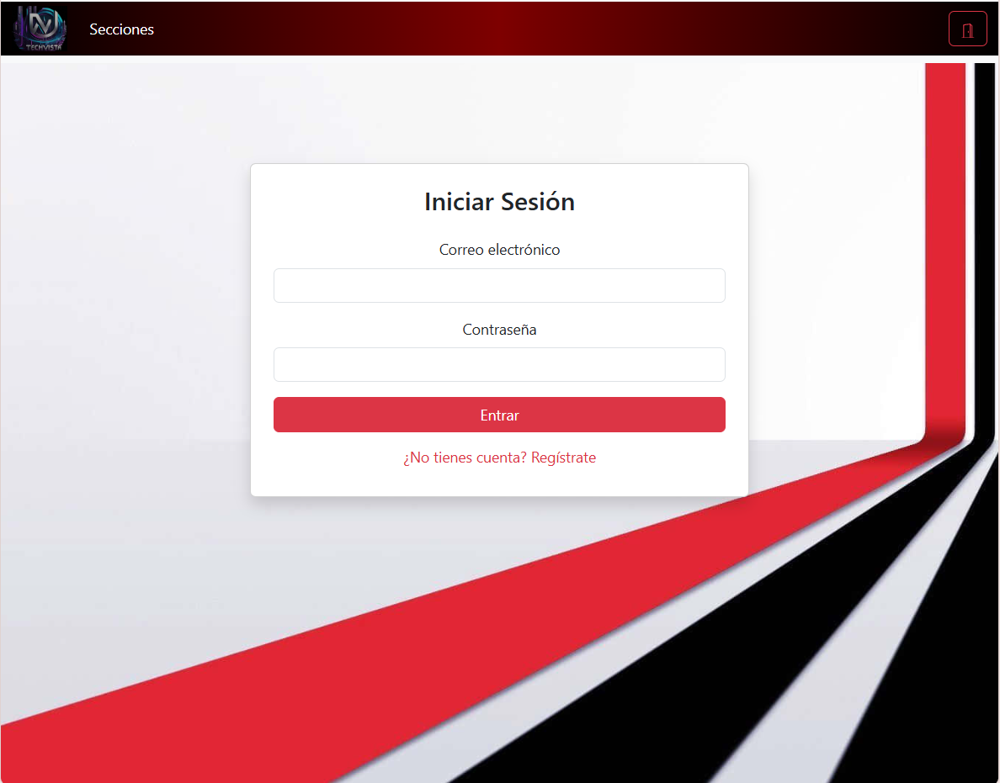 TECHVISTA
Secciones
Iniciar Sesión
Correo electrónico
Contraseña
Entrar
¿No tienes cuenta? Regístrate